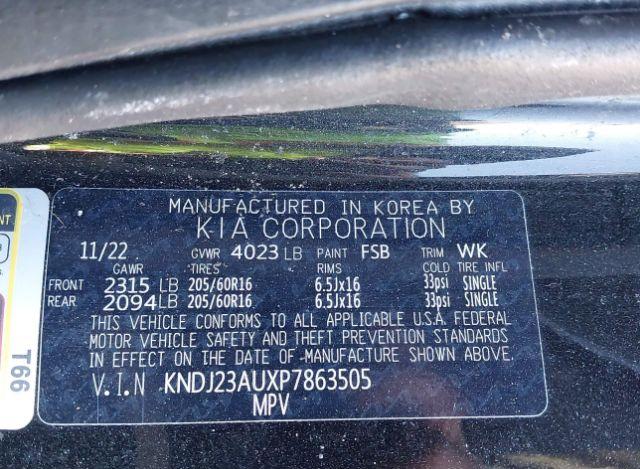 MANUFACTURED IN KOREA BY
KIA CORPORATION
11/22 GVWR 4023 LB PAINT FSB TRIM WK
GAWR TIRES RIMS COLD TIRE INFL
FRONT 2315 LB 205/60R16 6.5Jx16 33psi SINGLE
REAR 2094 LB 205/60R16 6.5Jx16 33psi SINGLE
THIS VEHICLE CONFORMS TO ALL APPLICABLE U.S.A. FEDERAL
MOTOR VEHICLE SAFETY AND THEFT PREVENTION STANDARDS
IN EFFECT ON THE DATE OF MANUFACTURE SHOWN ABOVE.
V.I.N KNDJ23AUXP7863505
MPV
T66